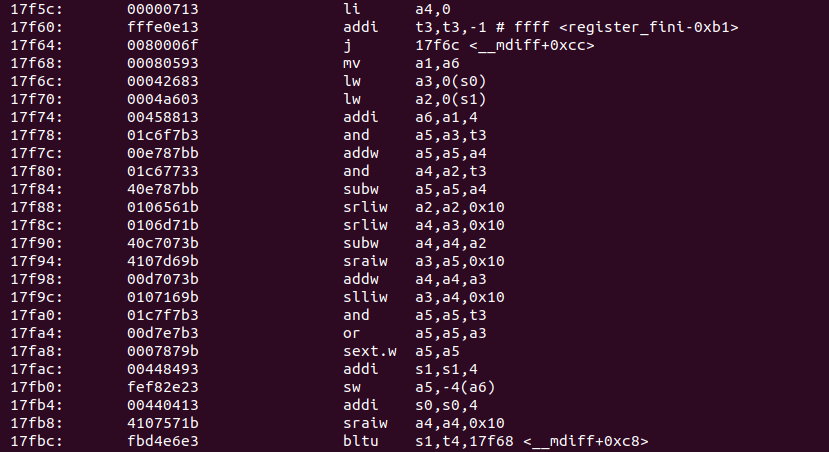 17f5c: 00000713 li a4,0
17f60: fffe0e13 addi t3,t3,-1 # ffff <register_fini-0xb1>
17f64: 0080006f j 17f6c <__mdiff+0xcc>
17f68: 00080593 mv a1,a6
17f6c: 00042683 lw a3,0(s0)
17f70: 0004a603 lw a2,0(s1)
17f74: 00458813 addi a6,a1,4
17f78: 01c6f7b3 and a5,a3,t3
17f7c: 00e787bb addw a5,a5,a4
17f80: 01c67733 and a4,a2,t3
17f84: 40e787bb subw a5,a5,a4
17f88: 0106561b srliw a2,a2,0x10
17f8c: 0106d71b srliw a4,a3,0x10
17f90: 40c7073b subw a4,a4,a2
17f94: 4107d69b sraiw a3,a5,0x10
17f98: 00d7073b addw a4,a4,a3
17f9c: 0107169b slliw a3,a4,0x10
17fa0: 01c7f7b3 and a5,a5,t3
17fa4: 00d7e7b3 or a5,a5,a3
17fa8: 0007879b sext.w a5,a5
17fac: 00448493 addi s1,s1,4
17fb0: fef82e23 sw a5,-4(a6)
17fb4: 00440413 addi s0,s0,4
17fb8: 4107571b sraiw a4,a4,0x10
17fbc: fbd4e6e3 bltu s1,t4,17f68 <__mdiff+0xc8>